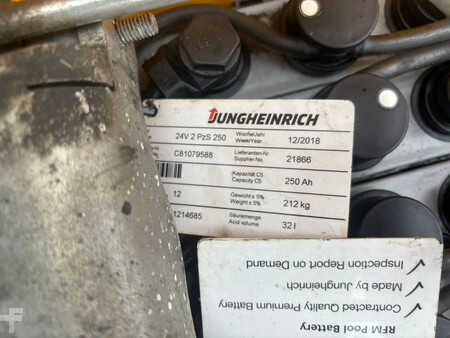 JUNGHEINRICH
24V 2 PzS 250 Woche/Jahr Week/Year 12/2018
C81079588 Lieferanten-Nr. Supplier-No. 21866
Kapazität C5 Capacity C5 250 Ah
12 Gewicht ± 5% Weight ± 5% 212 kg
1214685 Säuremenge Acid volume 32 l
RFM Pool Battery
Contracted Quality Premium Battery
Made by Jungheinrich
Inspection Report on Demand